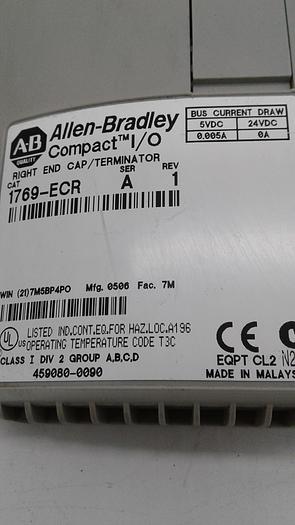 AB
QUALITY
Allen-Bradley
Compact™ I/O
RIGHT END CAP/TERMINATOR
CAT SER REV
1769-ECR A 1
BUS CURRENT DRAW
5VDC 24VDC
0.005A 0A
WIN (21)7M5BP4PO Mfg. 0506 Fac. 7M
UL LISTED IND.CONT.EQ.FOR HAZ.LOC.A196
US OPERATING TEMPERATURE CODE T3C
CLASS I DIV 2 GROUP A,B,C,D
459080-0090
CE
EQPT CL2
MADE IN MALAYS